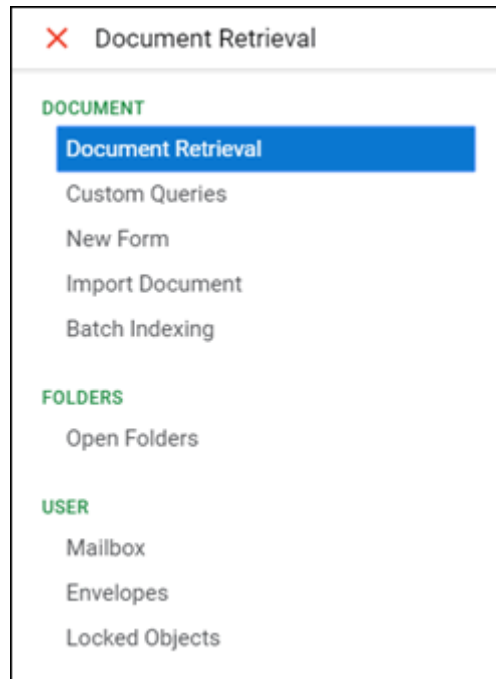 Document Retrieval
DOCUMENT
Document Retrieval
Custom Queries
New Form
Import Document
Batch Indexing
FOLDERS
Open Folders
USER
Mailbox
Envelopes
Locked Objects